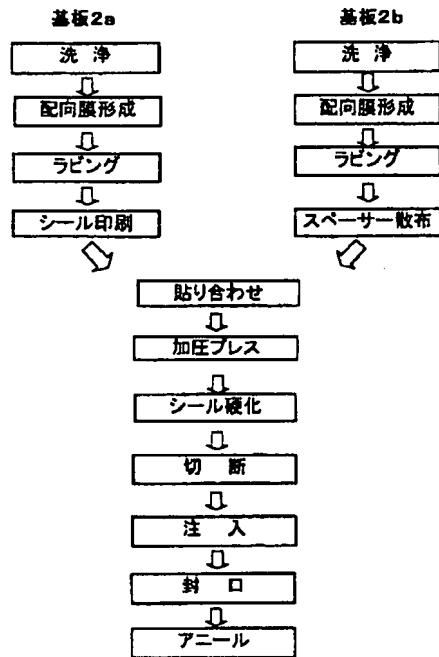 基板2a
洗 浄
配向膜形成
ラビング
シール印刷
基板2b
洗 浄
配向膜形成
ラビング
スペーサー散布
貼り合わせ
加圧プレス
シール硬化
切 断
注 入
封 口
アニール